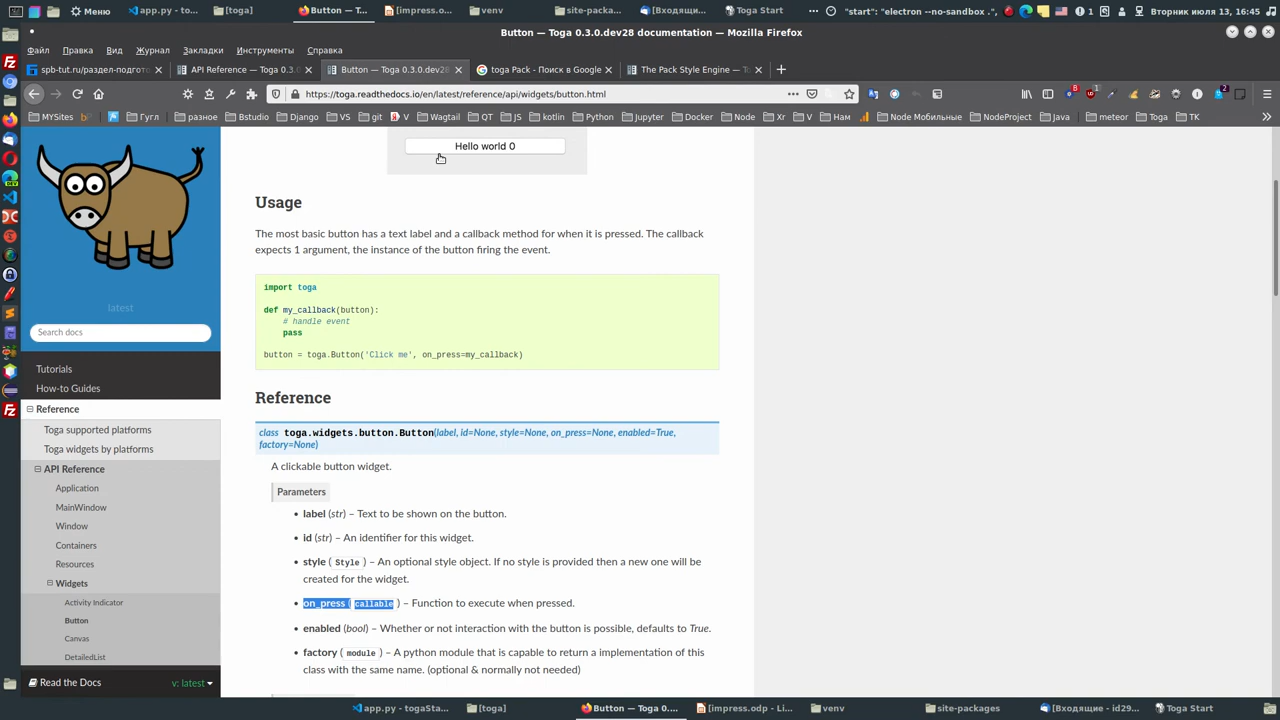 Меню
app.py - toga...
[toga]
Button — T...
[impress.od...
venv
site-packa...
[Входящи...
Toga Start
"start": "electron --no-sandbox .",
1
Вторник июля 13, 16:45
Button — Toga 0.3.0.dev28 documentation — Mozilla Firefox
Файл Правка Вид Журнал Закладки Инструменты Справка
spb-tut.ru/раздел-подгото
API Reference — Toga 0.3.0
Button — Toga 0.3.0.dev28
toga Pack - Поиск в Google
The Pack Style Engine — To
https://toga.readthedocs.io/en/latest/reference/api/widgets/button.html
MYSites Гугл разное Bstudio Django VS git V Wagtail QT JS kotlin Python Jupyter Docker Node Xr V Нам Node Мобильные NodeProject meteor Toga ТК
Hello world 0
Usage
The most basic button has a text label and a callback method for when it is pressed. The callback
expects 1 argument, the instance of the button firing the event.
import toga
def my_callback(button):
# handle event
pass
button = toga.Button('Click me', on_press=my_callback)
Reference
class toga.widgets.button.Button(label, id=None, style=None, on_press=None, enabled=True,
factory=None)
A clickable button widget.
Parameters
• label (str) – Text to be shown on the button.
• id (str) – An identifier for this widget.
• style ( Style ) – An optional style object. If no style is provided then a new one will be
created for the widget.
• on_press ( callable ) – Function to execute when pressed.
• enabled (bool) – Whether or not interaction with the button is possible, defaults to True.
• factory ( module ) – A python module that is capable to return a implementation of this
class with the same name. (optional & normally not needed)
latest
Search docs
Tutorials
How-to Guides
Reference
Toga supported platforms
Toga widgets by platforms
API Reference
Application
MainWindow
Window
Containers
Resources
Widgets
Activity Indicator
Button
Canvas
DetailedList
Read the Docs
v: latest
app.py - togaSta...
[toga]
Button — Toga 0....
[impress.odp - Li...
venv
site-packages
[Входящие - id29...
Toga Start